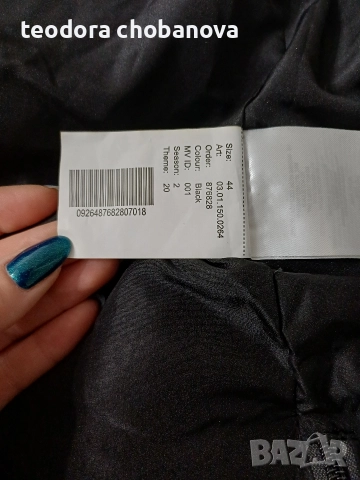 teodora chobanova
Size: 44
Art: 03.01.150.0264
Order: 876828
Colour: Black
MV ID: 001
Season: 2
Theme: 20
0926487682807018
BAZAR